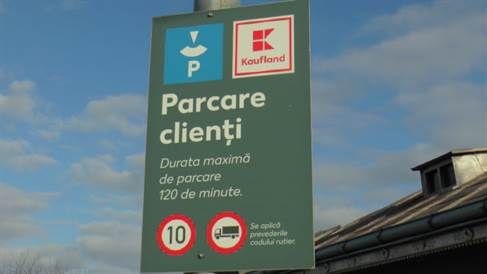 P
Kaufland
Parcare
clienți
Durata maximă
de parcare
120 de minute.
10
Se aplică
prevederile
codului rutier.